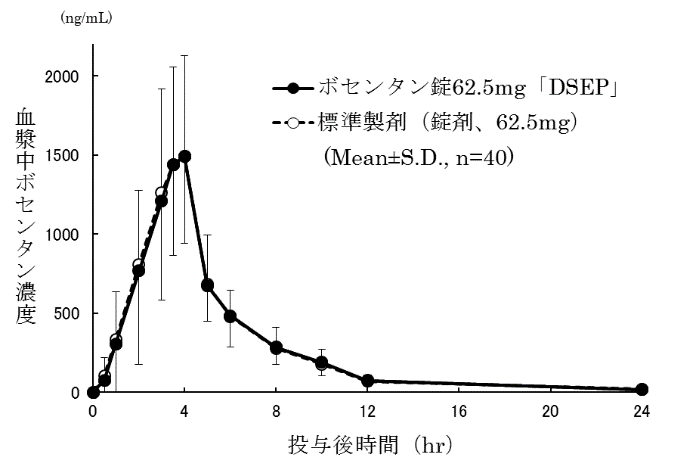 (ng/mL)
2000
1500
1000
500
0
血漿中ボセンタン濃度
ボセンタン錠62.5mg「DSEP」
標準製剤（錠剤、62.5mg）
(Mean±S.D., n=40)
0 4 8 12 16 20 24
投与後時間（hr）